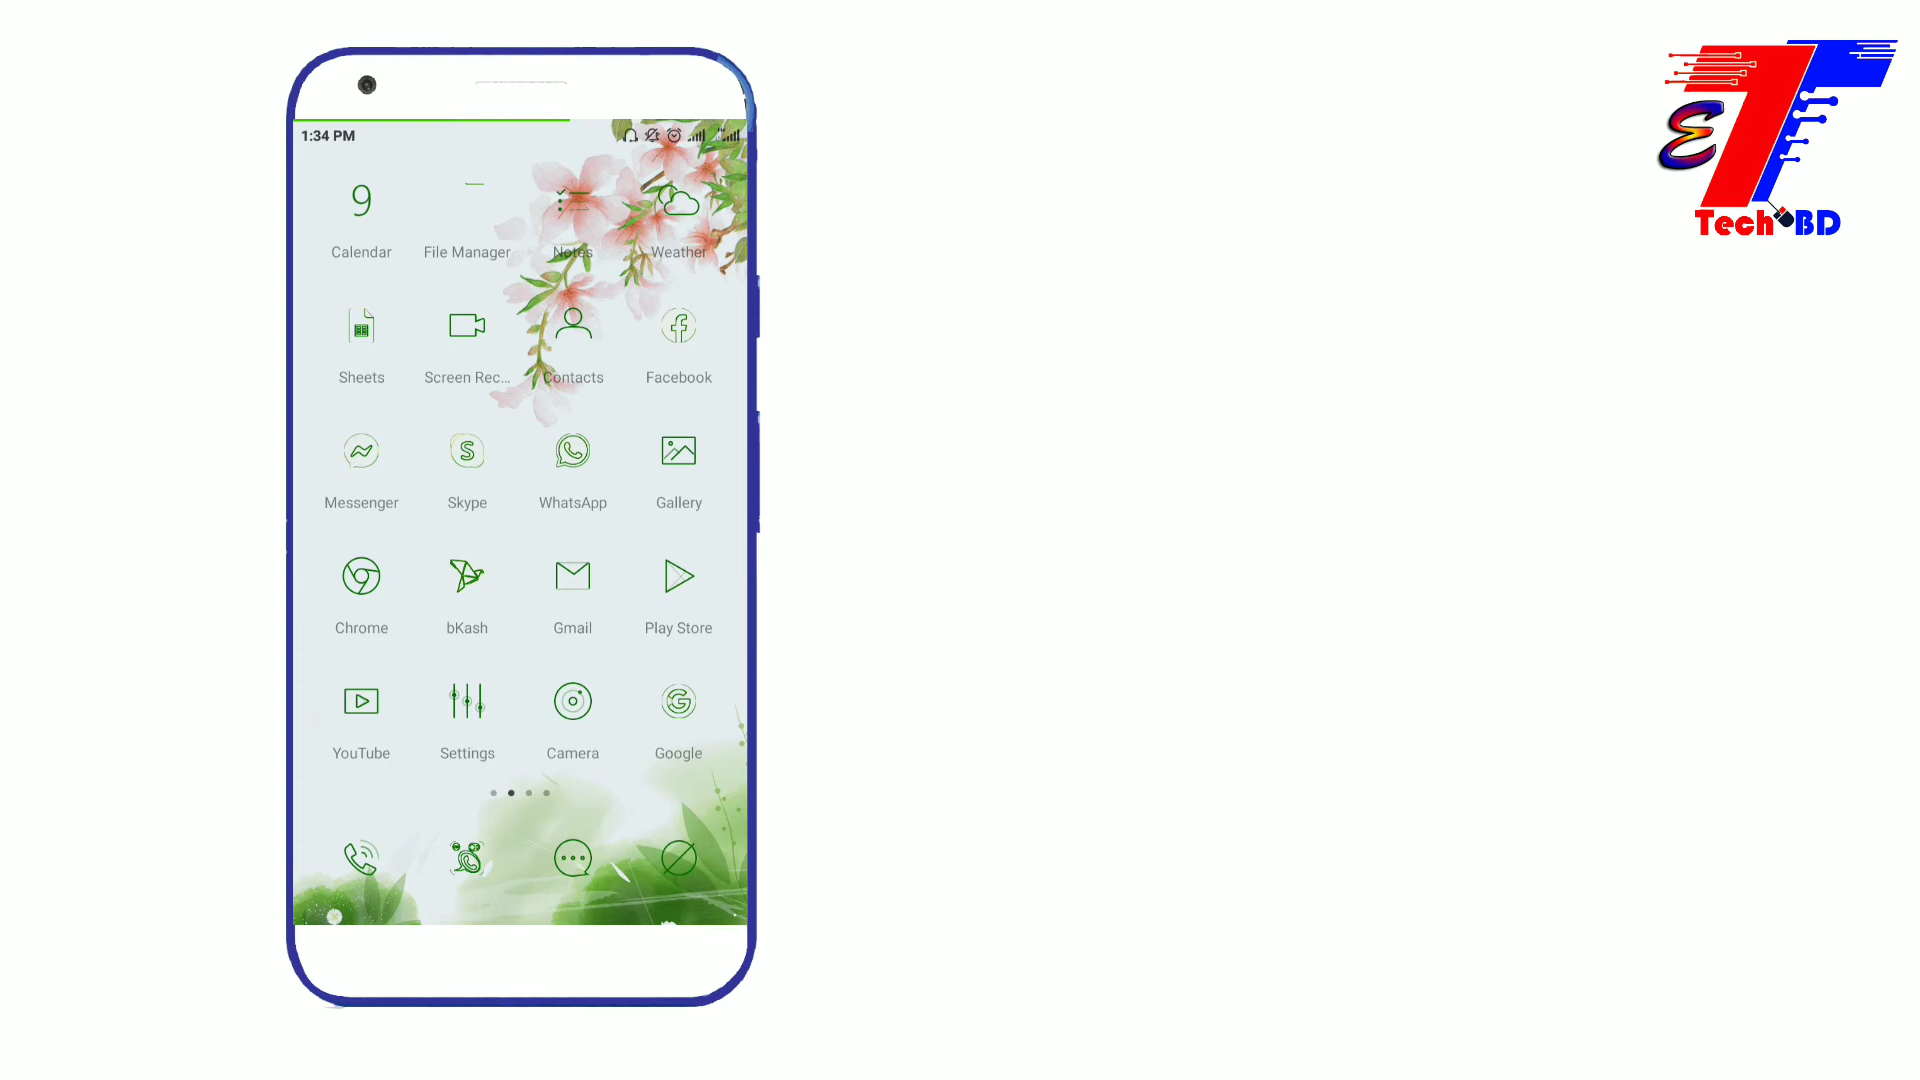 1:34 PM
9
Calendar File Manager Notes Weather
Sheets Screen Rec... Contacts Facebook
Messenger Skype WhatsApp Gallery
Chrome bKash Gmail Play Store
YouTube Settings Camera Google
ε T
Tech BD